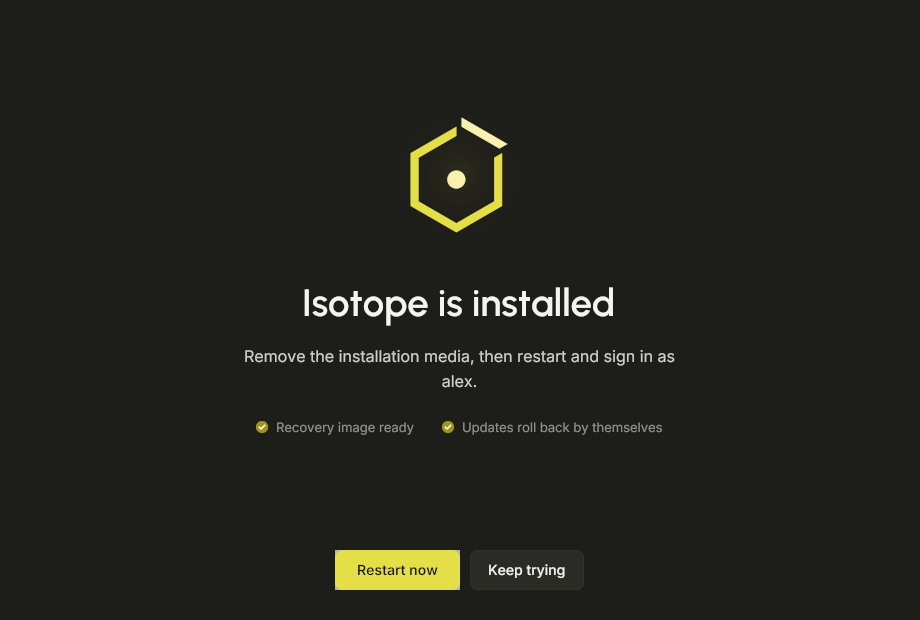 Isotope is installed
Remove the installation media, then restart and sign in as
alex.
Recovery image ready
Updates roll back by themselves
Restart now
Keep trying